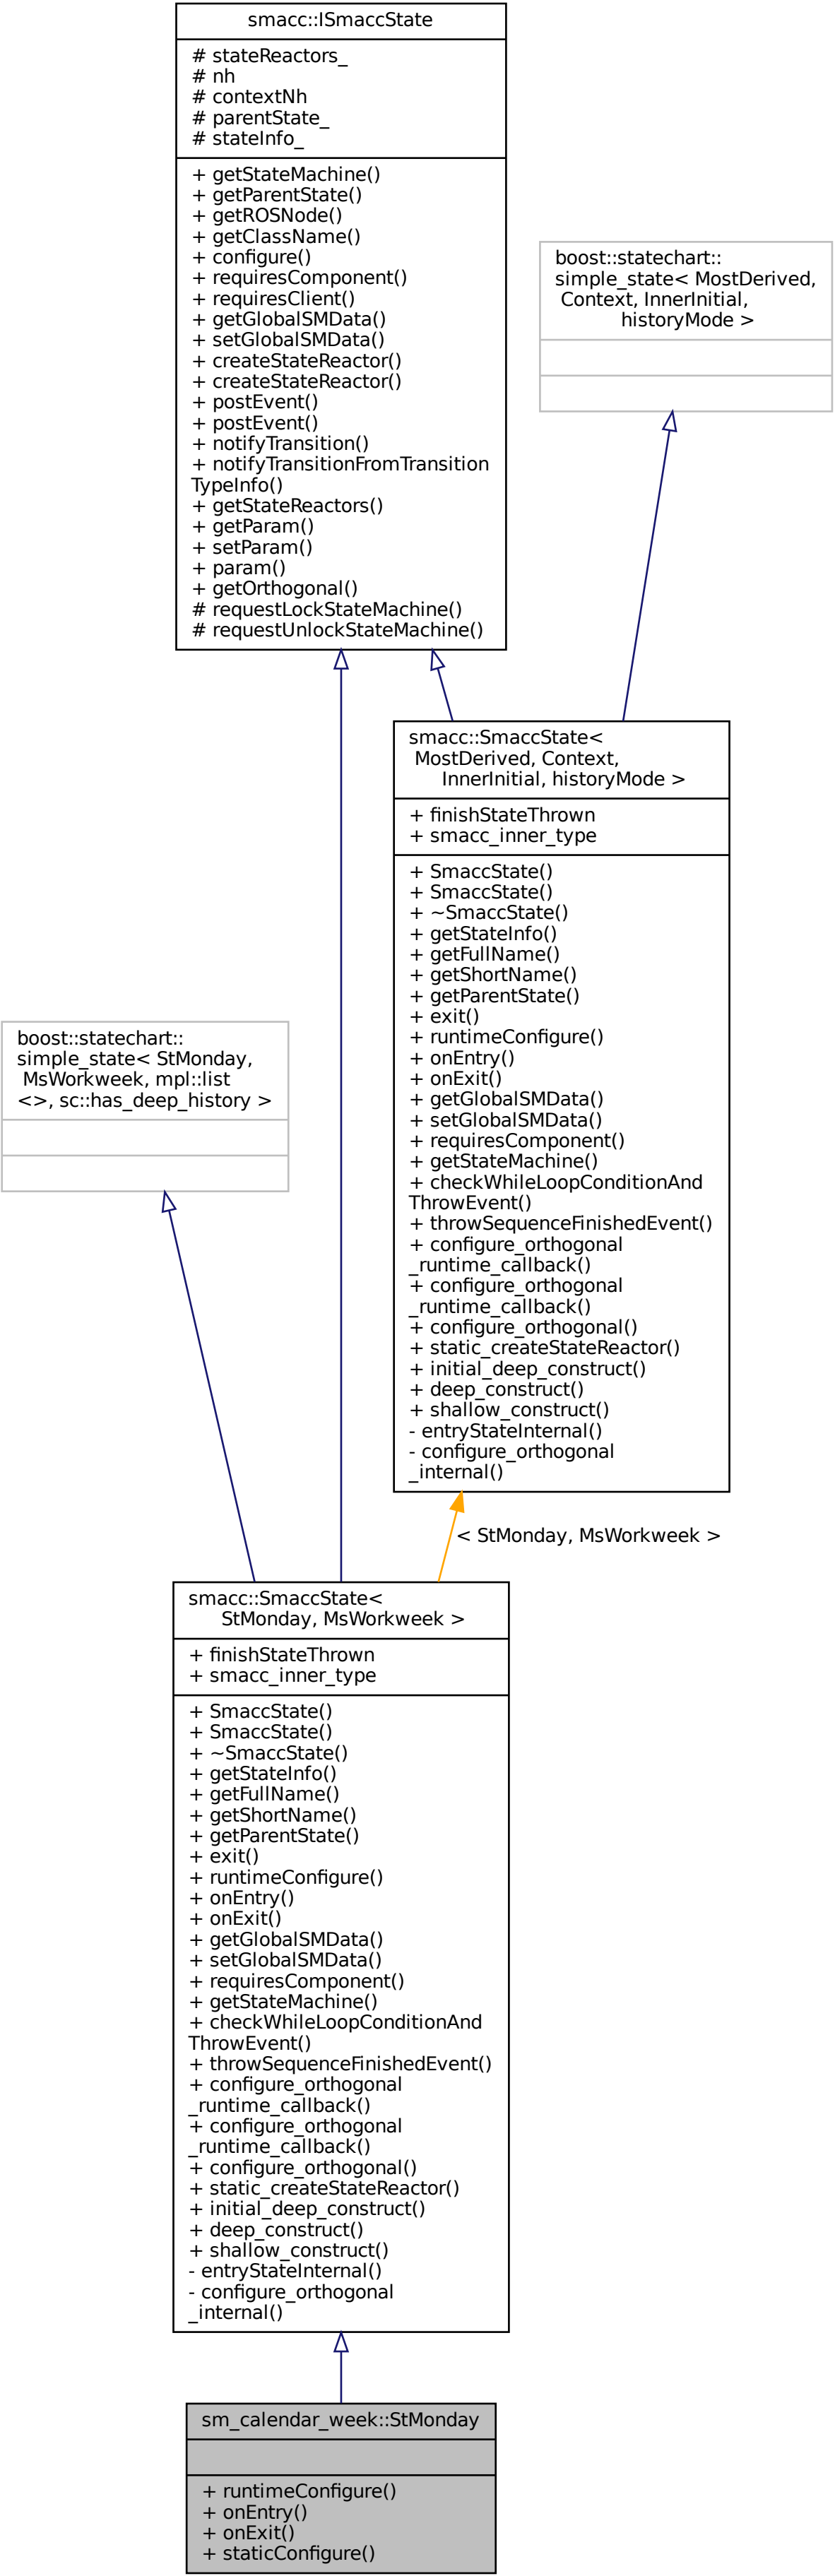 smacc::ISmaccState
# stateReactors_
# nh
# contextNh
# parentState_
# stateInfo_
+ getStateMachine()
+ getParentState()
+ getROSNode()
+ getClassName()
+ configure()
+ requiresComponent()
+ requiresClient()
+ getGlobalSMData()
+ setGlobalSMData()
+ createStateReactor()
+ createStateReactor()
+ postEvent()
+ postEvent()
+ notifyTransition()
+ notifyTransitionFromTransition
TypeInfo()
+ getStateReactors()
+ getParam()
+ setParam()
+ param()
+ getOrthogonal()
# requestLockStateMachine()
# requestUnlockStateMachine()
boost::statechart::
simple_state< MostDerived,
Context, InnerInitial,
historyMode >
smacc::SmaccState<
MostDerived, Context,
InnerInitial, historyMode >
+ finishStateThrown
+ smacc_inner_type
+ SmaccState()
+ SmaccState()
+ ~SmaccState()
+ getStateInfo()
+ getFullName()
+ getShortName()
+ getParentState()
+ exit()
+ runtimeConfigure()
+ onEntry()
+ onExit()
+ getGlobalSMData()
+ setGlobalSMData()
+ requiresComponent()
+ getStateMachine()
+ checkWhileLoopConditionAnd
ThrowEvent()
+ throwSequenceFinishedEvent()
+ configure_orthogonal
_runtime_callback()
+ configure_orthogonal
_runtime_callback()
+ configure_orthogonal()
+ static_createStateReactor()
+ initial_deep_construct()
+ deep_construct()
+ shallow_construct()
- entryStateInternal()
- configure_orthogonal
_internal()
boost::statechart::
simple_state< StMonday,
MsWorkweek, mpl::list
<>, sc::has_deep_history >
< StMonday, MsWorkweek >
smacc::SmaccState<
StMonday, MsWorkweek >
+ finishStateThrown
+ smacc_inner_type
+ SmaccState()
+ SmaccState()
+ ~SmaccState()
+ getStateInfo()
+ getFullName()
+ getShortName()
+ getParentState()
+ exit()
+ runtimeConfigure()
+ onEntry()
+ onExit()
+ getGlobalSMData()
+ setGlobalSMData()
+ requiresComponent()
+ getStateMachine()
+ checkWhileLoopConditionAnd
ThrowEvent()
+ throwSequenceFinishedEvent()
+ configure_orthogonal
_runtime_callback()
+ configure_orthogonal
_runtime_callback()
+ configure_orthogonal()
+ static_createStateReactor()
+ initial_deep_construct()
+ deep_construct()
+ shallow_construct()
- entryStateInternal()
- configure_orthogonal
_internal()
sm_calendar_week::StMonday
+ runtimeConfigure()
+ onEntry()
+ onExit()
+ staticConfigure()